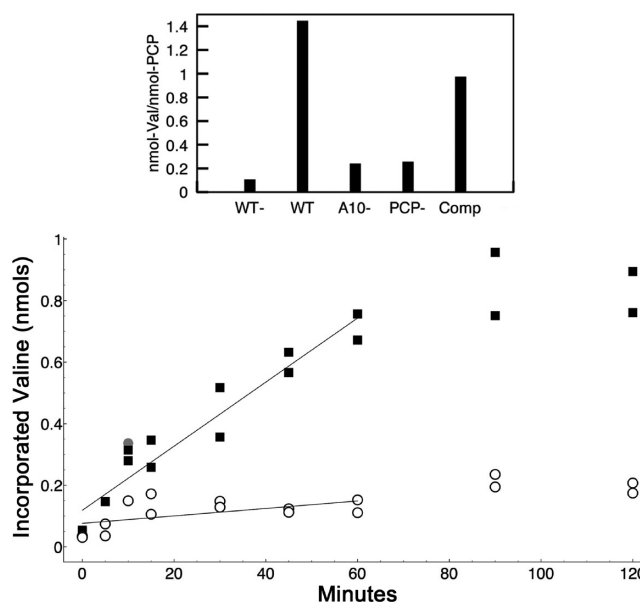 nmol-Val/nmol-PCP
1.4
1.2
1
0.8
0.6
0.4
0.2
0
WT- WT A10- PCP- Comp
Incorporated Valine (nmols)
1
0.8
0.6
0.4
0.2
0
0 20 40 60 80 100 120
Minutes